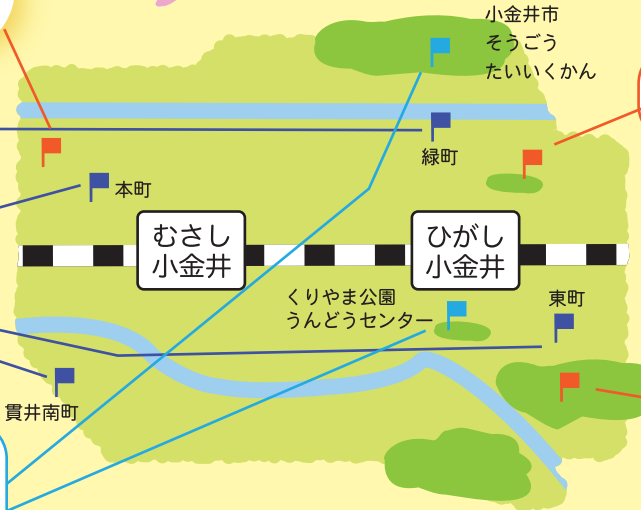 小金井市
そうごう
たいいくかん
緑町
本町
むさし
小金井
ひがし
小金井
くりやま公園
うんどうセンター
東町
貫井南町